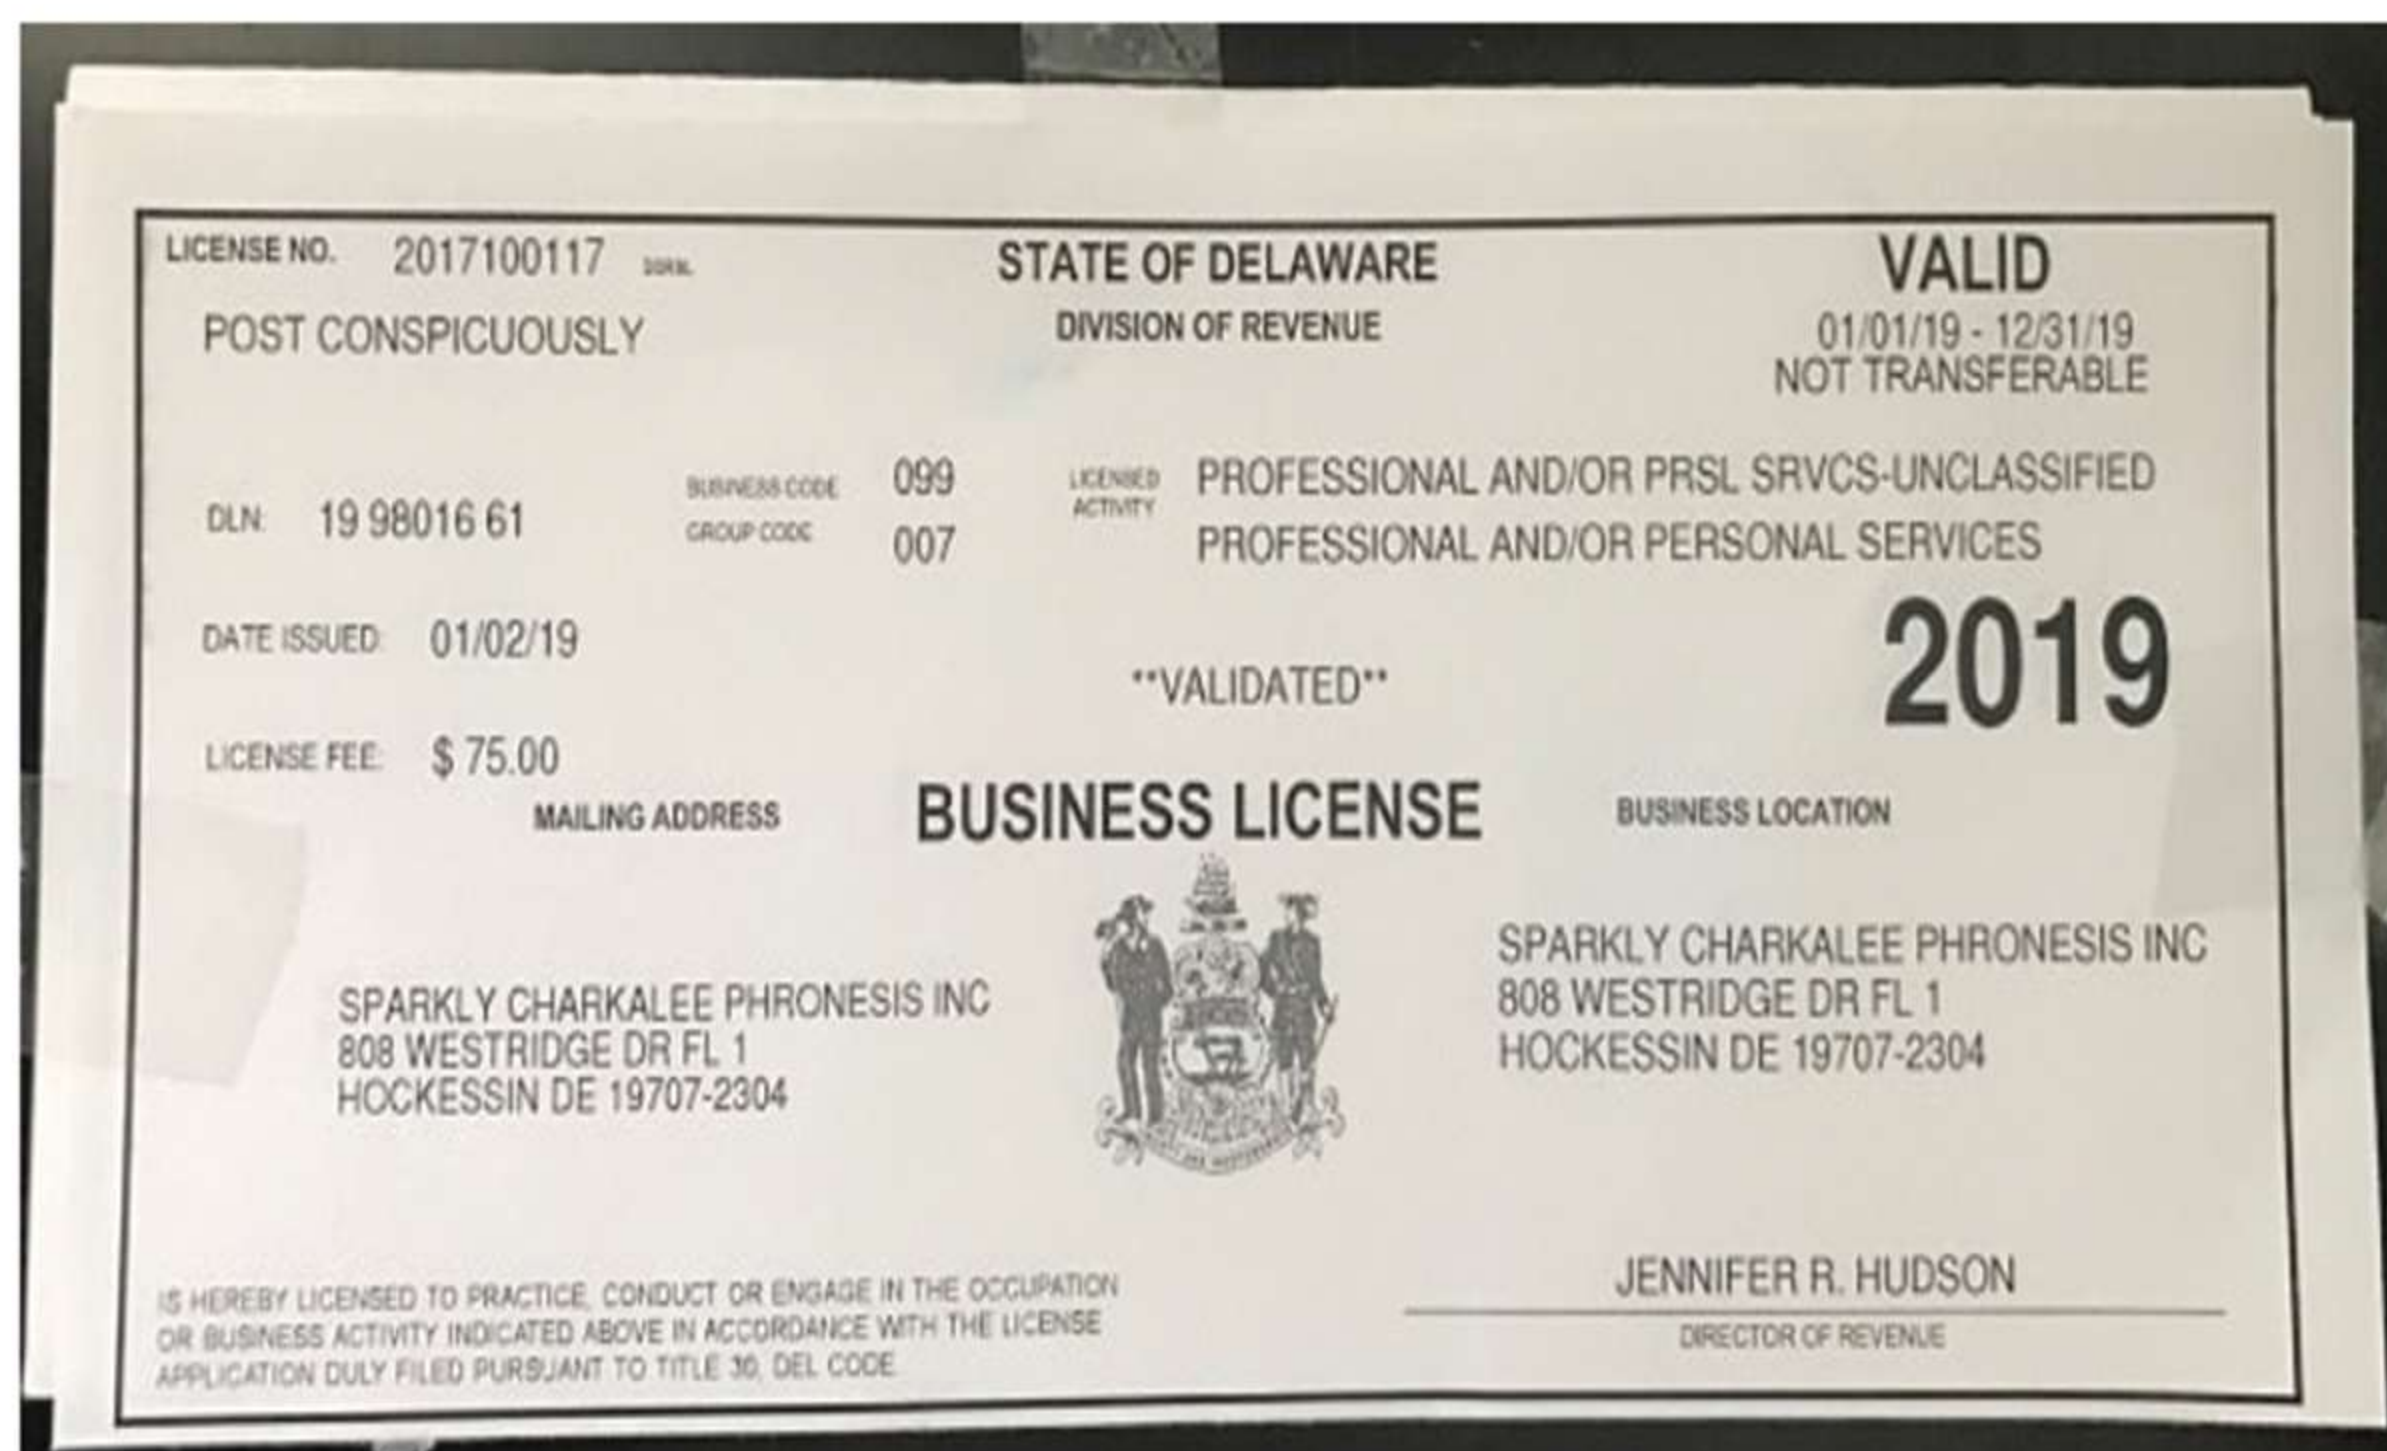 LICENSE NO. 2017100117
POST CONSPICUOUSLY
STATE OF DELAWARE
DIVISION OF REVENUE
VALID
01/01/19 - 12/31/19
NOT TRANSFERABLE
DLN: 19 98016 61
BUSINESS CODE 099
GROUP CODE 007
LICENSED
ACTIVITY
PROFESSIONAL AND/OR PRSL SRVCS-UNCLASSIFIED
PROFESSIONAL AND/OR PERSONAL SERVICES
DATE ISSUED: 01/02/19
**VALIDATED**
2019
LICENSE FEE: $ 75.00
MAILING ADDRESS
BUSINESS LICENSE
BUSINESS LOCATION
SPARKLY CHARKALEE PHRONESIS INC
808 WESTRIDGE DR FL 1
HOCKESSIN DE 19707-2304
SPARKLY CHARKALEE PHRONESIS INC
808 WESTRIDGE DR FL 1
HOCKESSIN DE 19707-2304
IS HEREBY LICENSED TO PRACTICE, CONDUCT OR ENGAGE IN THE OCCUPATION
OR BUSINESS ACTIVITY INDICATED ABOVE IN ACCORDANCE WITH THE LICENSE
APPLICATION DULY FILED PURSUANT TO TITLE 30, DEL CODE.
JENNIFER R. HUDSON
DIRECTOR OF REVENUE